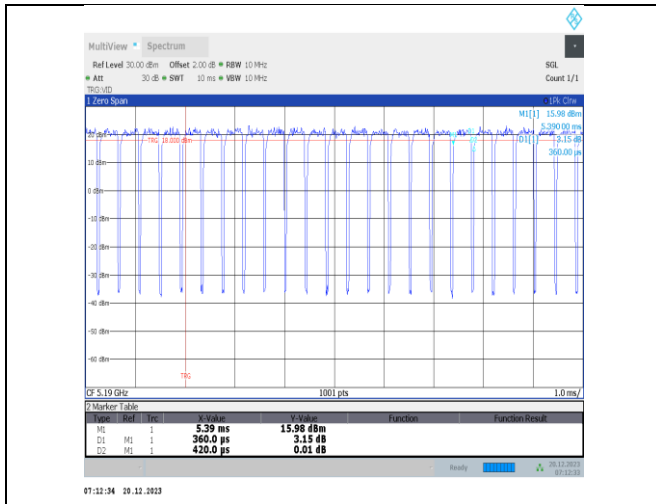 MultiView Spectrum
Ref Level 30.00 dBm Offset 2.00 dB RBW 10 MHz SGL
Att 30 dB SWT 10 ms VBW 10 MHz Count 1/1
TRG:VID
1 Zero Span 1Pk Clrw
M1[1] 15.98 dBm
5.39000 ms
20 dBm
TRG 18.000 dBm
D1[1] 3.15 dB
360.00 µs
10 dBm
0 dBm
-10 dBm
-20 dBm
-30 dBm
-40 dBm
-50 dBm
-60 dBm
TRG
CF 5.19 GHz 1001 pts 1.0 ms/
2 Marker Table
Type Ref Trc X-Value Y-Value Function Function Result
M1 1 5.39 ms 15.98 dBm
D1 M1 1 360.0 µs 3.15 dB
D2 M1 1 420.0 µs 0.01 dB
Ready 20.12.2023
07:12:33
07:12:34 20.12.2023